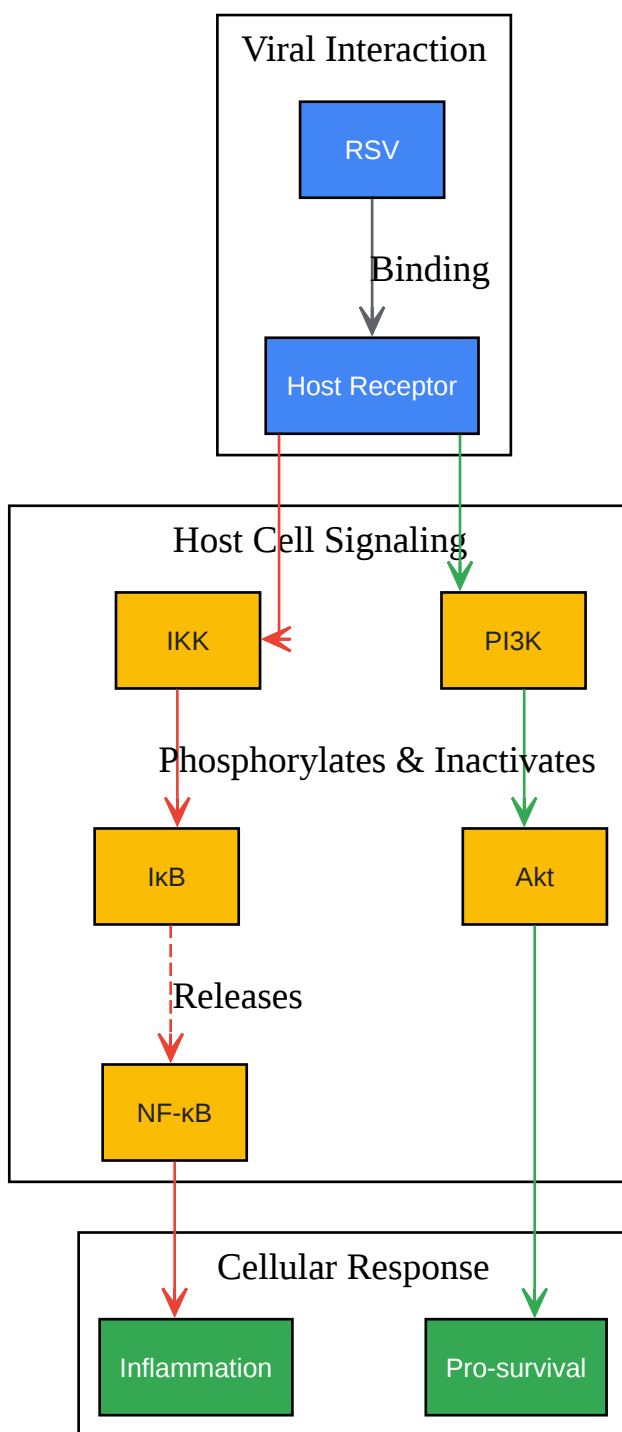 Viral Interaction
RSV
Binding
Host Receptor
Host Cell Signaling
IKK
PI3K
Phosphorylates & Inactivates
IκB
Akt
Releases
NF-κB
Cellular Response
Inflammation
Pro-survival